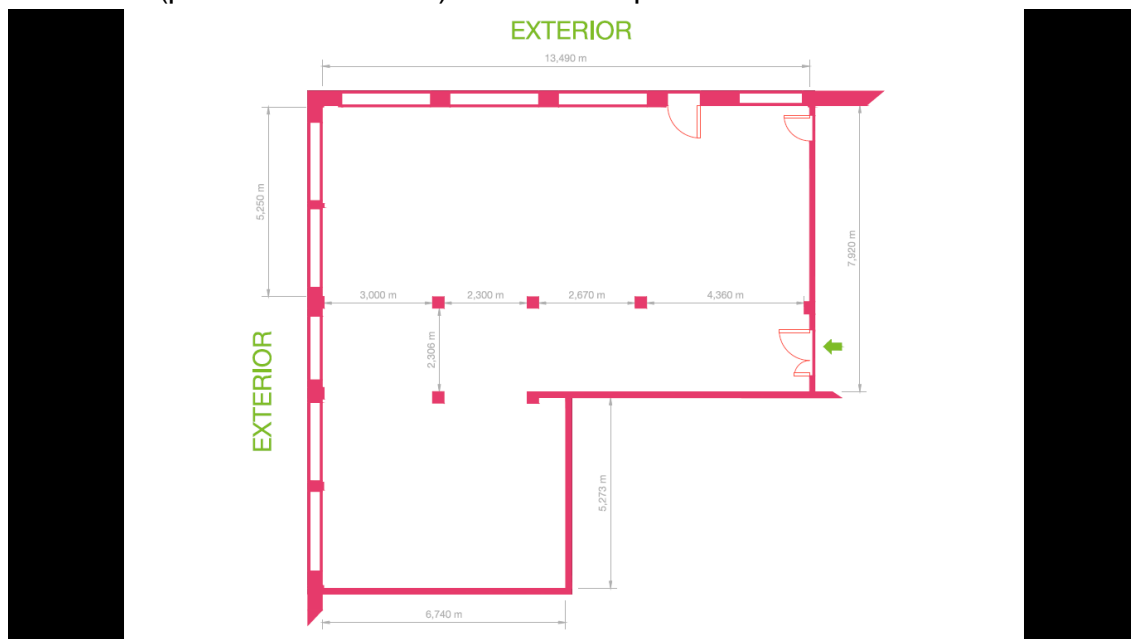 EXTERIOR
13,490 m
5,250 m
7,920 m
3,000 m
2,300 m
2,670 m
4,360 m
2,306 m
EXTERIOR
5,273 m
6,740 m